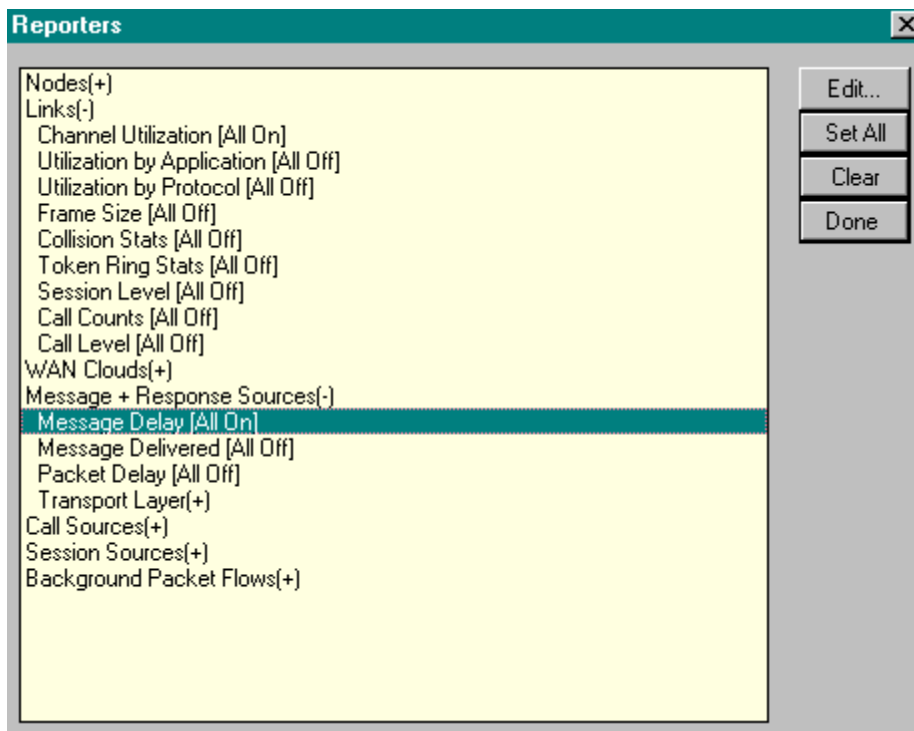 Reporters
Nodes(+)
Links(-)
Channel Utilization [All On]
Utilization by Application [All Off]
Utilization by Protocol [All Off]
Frame Size [All Off]
Collision Stats [All Off]
Token Ring Stats [All Off]
Session Level [All Off]
Call Counts [All Off]
Call Level [All Off]
WAN Clouds(+)
Message + Response Sources(-)
Message Delay [All On]
Message Delivered [All Off]
Packet Delay [All Off]
Transport Layer(+)
Call Sources(+)
Session Sources(+)
Background Packet Flows(+)
Edit...
Set All
Clear
Done